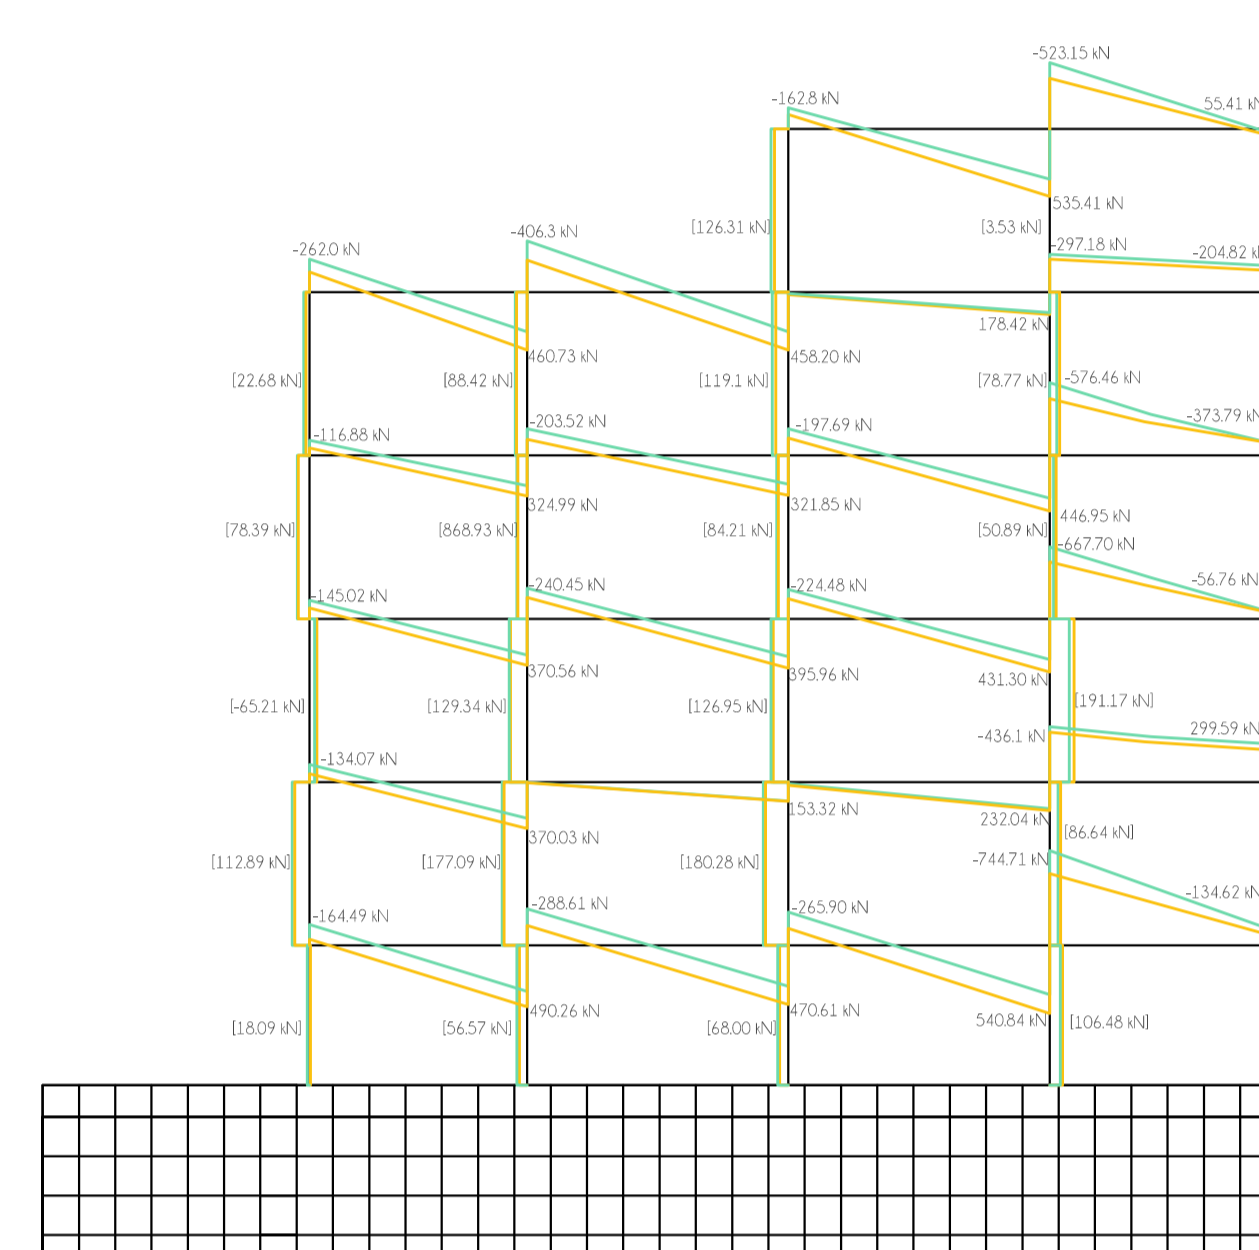 -523.15 kN
-162.8 kN
55.41 kN
535.41 kN
[126.31 kN]
[3.53 kN]
-406.3 kN
-297.18 kN
-262.0 kN
-204.82 kN
178.42 kN
460.73 kN
458.20 kN
[22.68 kN]
[88.42 kN]
[119.1 kN]
[78.77 kN]
-576.46 kN
-373.79 kN
-116.88 kN
-203.52 kN
-197.69 kN
324.99 kN
321.85 kN
446.95 kN
[78.39 kN]
[868.93 kN]
[84.21 kN]
[50.89 kN]
-667.70 kN
-56.76 kN
-145.02 kN
-240.45 kN
-224.48 kN
370.56 kN
395.96 kN
431.30 kN
[-65.21 kN]
[129.34 kN]
[126.95 kN]
[191.17 kN]
-436.1 kN
299.59 kN
-134.07 kN
153.32 kN
232.04 kN
370.03 kN
[86.64 kN]
[112.89 kN]
[177.09 kN]
[180.28 kN]
-744.71 kN
-134.62 kN
-164.49 kN
-288.61 kN
-265.90 kN
490.26 kN
470.61 kN
540.84 kN
[18.09 kN]
[56.57 kN]
[68.00 kN]
[106.48 kN]